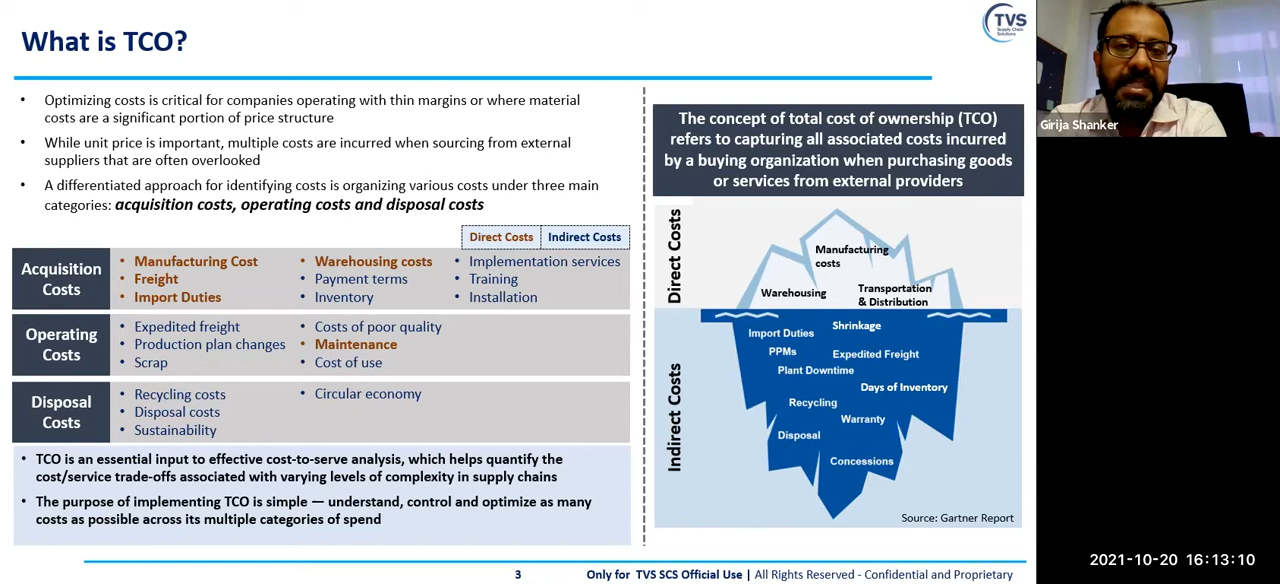 What is TCO?
TVS
Supply Chain
Solutions
• Optimizing costs is critical for companies operating with thin margins or where material
costs are a significant portion of price structure
• While unit price is important, multiple costs are incurred when sourcing from external
suppliers that are often overlooked
• A differentiated approach for identifying costs is organizing various costs under three main
categories: acquisition costs, operating costs and disposal costs
Direct Costs
Indirect Costs
Acquisition
Costs
• Manufacturing Cost
• Freight
• Import Duties
• Warehousing costs
• Payment terms
• Inventory
• Implementation services
• Training
• Installation
Operating
Costs
• Expedited freight
• Production plan changes
• Scrap
• Costs of poor quality
• Maintenance
• Cost of use
Disposal
Costs
• Recycling costs
• Disposal costs
• Sustainability
• Circular economy
• TCO is an essential input to effective cost-to-serve analysis, which helps quantify the
cost/service trade-offs associated with varying levels of complexity in supply chains
• The purpose of implementing TCO is simple — understand, control and optimize as many
costs as possible across its multiple categories of spend
The concept of total cost of ownership (TCO)
refers to capturing all associated costs incurred
by a buying organization when purchasing goods
or services from external providers
Direct Costs
Manufacturing
costs
Warehousing
Transportation
& Distribution
Indirect Costs
Shrinkage
Import Duties
PPMs
Expedited Freight
Plant Downtime
Days of Inventory
Recycling
Warranty
Disposal
Concessions
Source: Gartner Report
3
Only for TVS SCS Official Use | All Rights Reserved - Confidential and Proprietary
Girija Shanker
2021-10-20 16:13:10